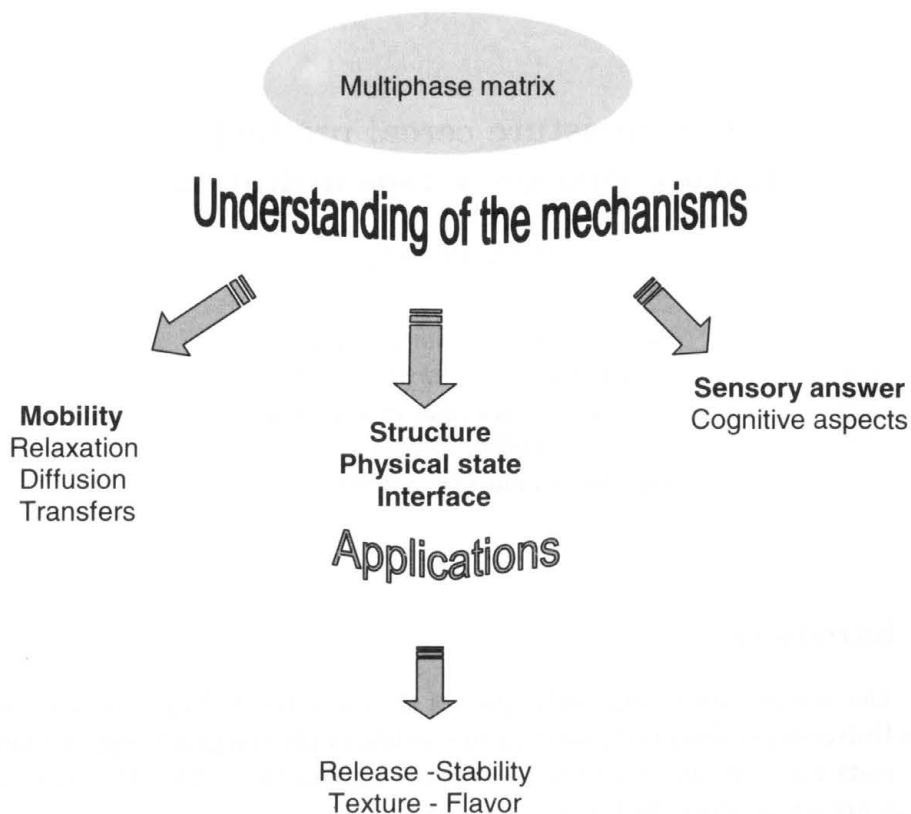 Multiphase matrix
Understanding of the mechanisms
Mobility
Relaxation
Diffusion
Transfers
Structure
Physical state
Interface
Sensory answer
Cognitive aspects
Applications
Release -Stability
Texture - Flavor